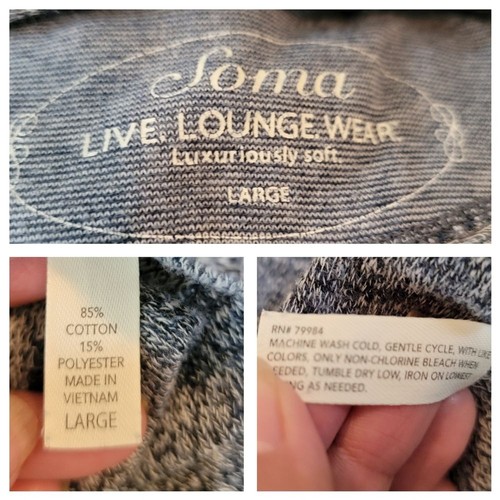 Soma
LIVE. LOUNGE. WEAR.
Luxuriously soft.
LARGE
85%
COTTON
15%
POLYESTER
MADE IN
VIETNAM
LARGE
RN# 79984
MACHINE WASH COLD, GENTLE CYCLE, WITH LIKE
COLORS, ONLY NON-CHLORINE BLEACH WHEN
EEDED, TUMBLE DRY LOW, IRON ON LOWEST
ING AS NEEDED.